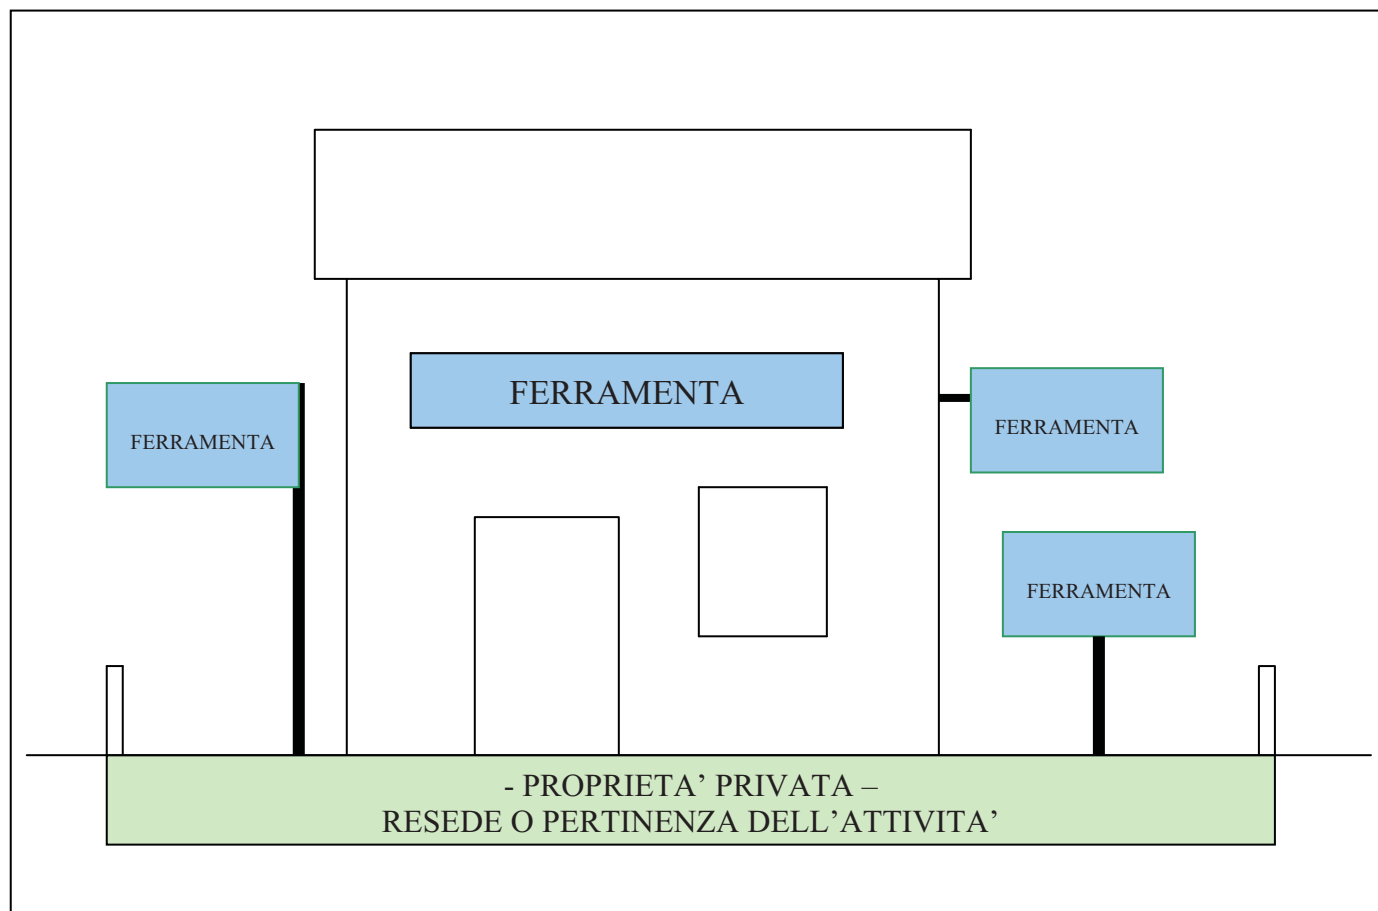 FERRAMENTA
FERRAMENTA
FERRAMENTA
FERRAMENTA
- PROPRIETA’ PRIVATA –
RESEDE O PERTINENZA DELL’ATTIVITA’